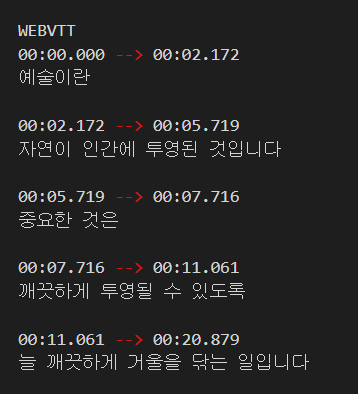 WEBVTT
00:00.000 --> 00:02.172
예술이란
00:02.172 --> 00:05.719
자연이 인간에 투영된 것입니다
00:05.719 --> 00:07.716
중요한 것은
00:07.716 --> 00:11.061
깨끗하게 투영될 수 있도록
00:11.061 --> 00:20.879
늘 깨끗하게 거울을 닦는 일입니다